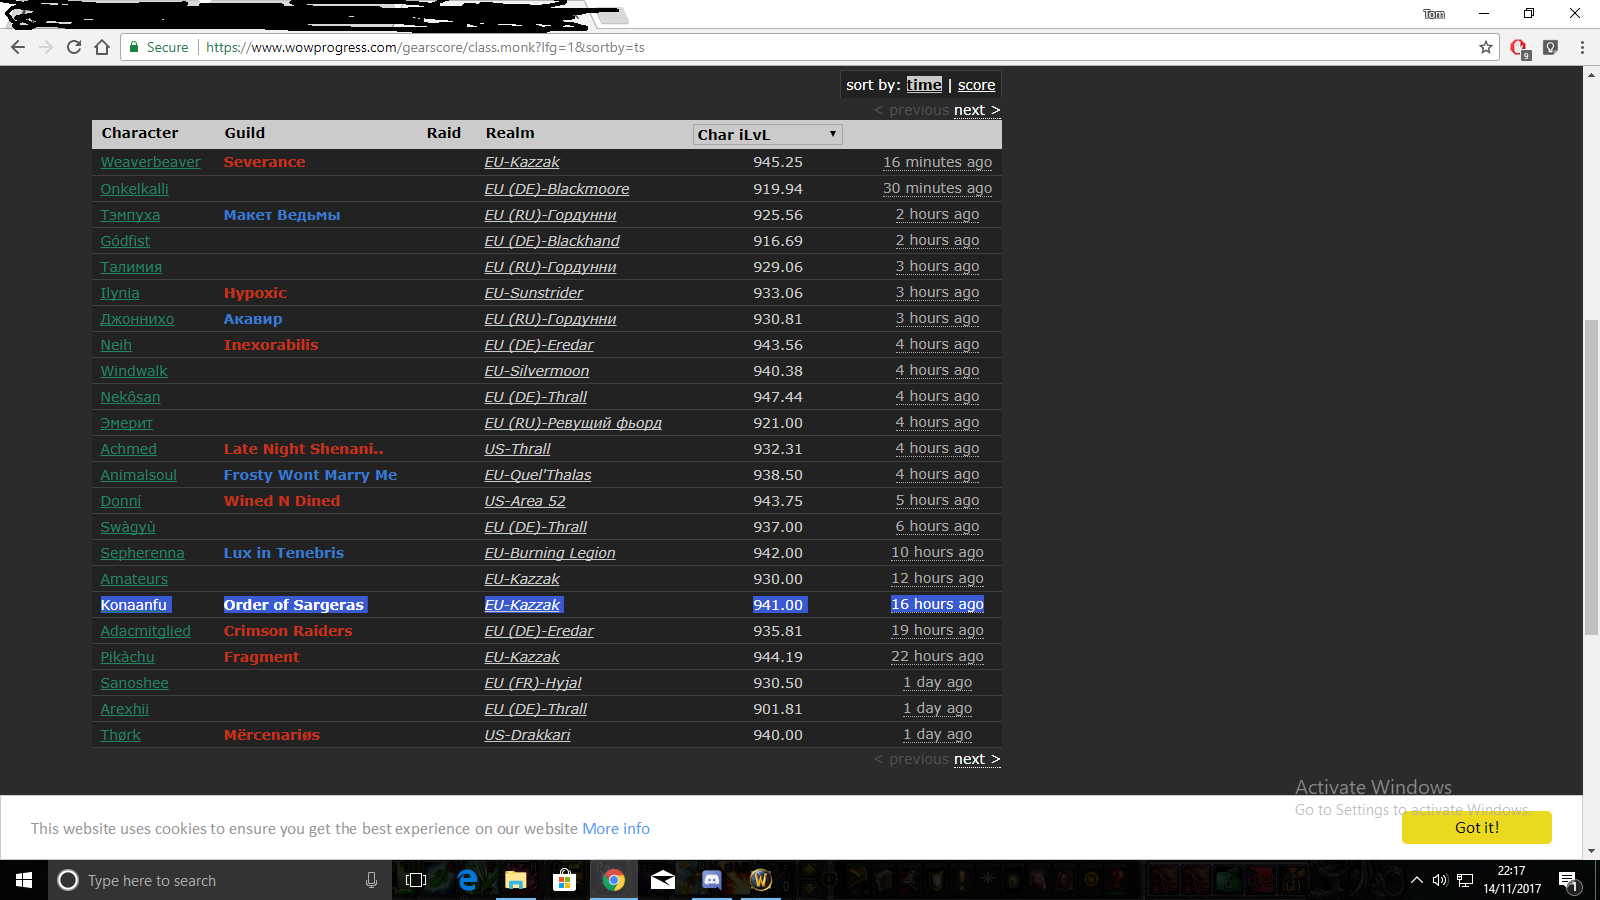 Tom
Secure https://www.wowprogress.com/gearscore/class.monk?lfg=1&sortby=ts
9
sort by: time | score
< previous next >
Character Guild Raid Realm Char iLvL
Weaverbeaver Severance EU-Kazzak 945.25 16 minutes ago
Onkelkalli EU (DE)-Blackmoore 919.94 30 minutes ago
Тэмпуха Макет Ведьмы EU (RU)-Гордунни 925.56 2 hours ago
Gódfist EU (DE)-Blackhand 916.69 2 hours ago
Талимия EU (RU)-Гордунни 929.06 3 hours ago
Ilynia Hypoxic EU-Sunstrider 933.06 3 hours ago
Джоннихо Акавир EU (RU)-Гордунни 930.81 3 hours ago
Neih Inexorabilis EU (DE)-Eredar 943.56 4 hours ago
Windwalk EU-Silvermoon 940.38 4 hours ago
Nekôsan EU (DE)-Thrall 947.44 4 hours ago
Эмерит EU (RU)-Ревущий фьорд 921.00 4 hours ago
Achmed Late Night Shenani.. US-Thrall 932.31 4 hours ago
Animalsoul Frosty Wont Marry Me EU-Quel'Thalas 938.50 4 hours ago
Donní Wined N Dined US-Area 52 943.75 5 hours ago
Swàgyù EU (DE)-Thrall 937.00 6 hours ago
Sepherenna Lux in Tenebris EU-Burning Legion 942.00 10 hours ago
Amateurs EU-Kazzak 930.00 12 hours ago
Konaanfu Order of Sargeras EU-Kazzak 941.00 16 hours ago
Adacmitglied Crimson Raiders EU (DE)-Eredar 935.81 19 hours ago
Pikàchu Fragment EU-Kazzak 944.19 22 hours ago
Sanoshee EU (FR)-Hyjal 930.50 1 day ago
Arexhii EU (DE)-Thrall 901.81 1 day ago
Thørk Mërcenariøs US-Drakkari 940.00 1 day ago
< previous next >
Activate Windows
Go to Settings to activate Windows.
This website uses cookies to ensure you get the best experience on our website More info
Got it!
Type here to search
22:17
14/11/2017
1